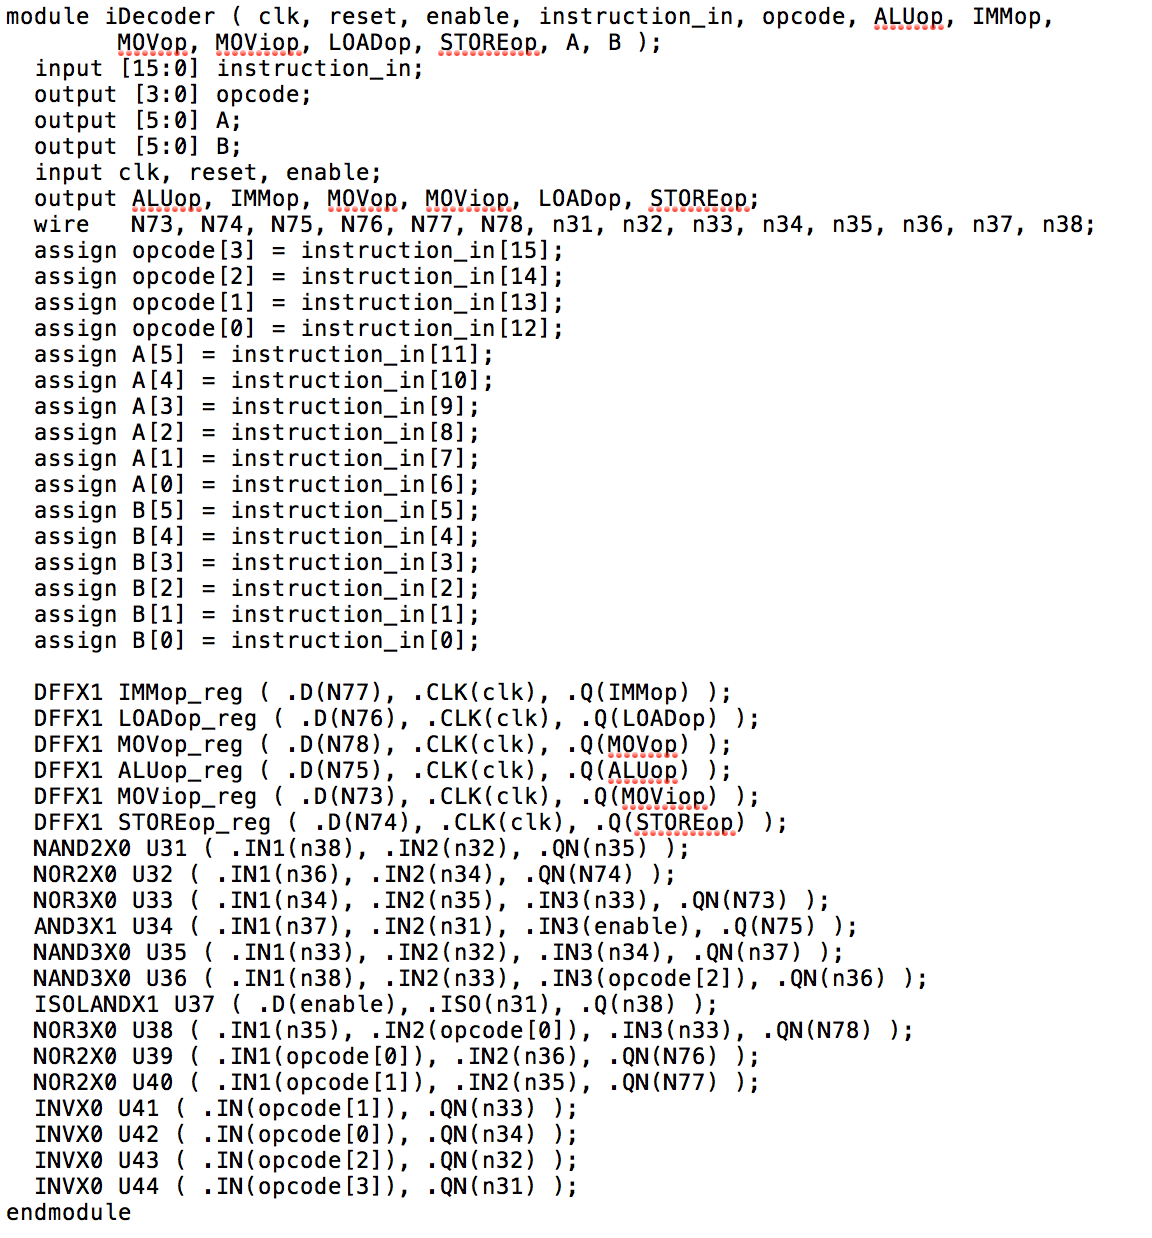 module iDecoder ( clk, reset, enable, instruction_in, opcode, ALUop, IMMop,
MOVop, MOViop, LOADop, STOREop, A, B );
input [15:0] instruction_in;
output [3:0] opcode;
output [5:0] A;
output [5:0] B;
input clk, reset, enable;
output ALUop, IMMop, MOVop, MOViop, LOADop, STOREop;
wire N73, N74, N75, N76, N77, N78, n31, n32, n33, n34, n35, n36, n37, n38;
assign opcode[3] = instruction_in[15];
assign opcode[2] = instruction_in[14];
assign opcode[1] = instruction_in[13];
assign opcode[0] = instruction_in[12];
assign A[5] = instruction_in[11];
assign A[4] = instruction_in[10];
assign A[3] = instruction_in[9];
assign A[2] = instruction_in[8];
assign A[1] = instruction_in[7];
assign A[0] = instruction_in[6];
assign B[5] = instruction_in[5];
assign B[4] = instruction_in[4];
assign B[3] = instruction_in[3];
assign B[2] = instruction_in[2];
assign B[1] = instruction_in[1];
assign B[0] = instruction_in[0];
DFFX1 IMMop_reg ( .D(N77), .CLK(clk), .Q(IMMop) );
DFFX1 LOADop_reg ( .D(N76), .CLK(clk), .Q(LOADop) );
DFFX1 MOVop_reg ( .D(N78), .CLK(clk), .Q(MOVop) );
DFFX1 ALUop_reg ( .D(N75), .CLK(clk), .Q(ALUop) );
DFFX1 MOViop_reg ( .D(N73), .CLK(clk), .Q(MOViop) );
DFFX1 STOREop_reg ( .D(N74), .CLK(clk), .Q(STOREop) );
NAND2X0 U31 ( .IN1(n38), .IN2(n32), .QN(n35) );
NOR2X0 U32 ( .IN1(n36), .IN2(n34), .QN(N74) );
NOR3X0 U33 ( .IN1(n34), .IN2(n35), .IN3(n33), .QN(N73) );
AND3X1 U34 ( .IN1(n37), .IN2(n31), .IN3(enable), .Q(N75) );
NAND3X0 U35 ( .IN1(n33), .IN2(n32), .IN3(n34), .QN(n37) );
NAND3X0 U36 ( .IN1(n38), .IN2(n33), .IN3(opcode[2]), .QN(n36) );
ISOLANDX1 U37 ( .D(enable), .ISO(n31), .Q(n38) );
NOR3X0 U38 ( .IN1(n35), .IN2(opcode[0]), .IN3(n33), .QN(N78) );
NOR2X0 U39 ( .IN1(opcode[0]), .IN2(n36), .QN(N76) );
NOR2X0 U40 ( .IN1(opcode[1]), .IN2(n35), .QN(N77) );
INVX0 U41 ( .IN(opcode[1]), .QN(n33) );
INVX0 U42 ( .IN(opcode[0]), .QN(n34) );
INVX0 U43 ( .IN(opcode[2]), .QN(n32) );
INVX0 U44 ( .IN(opcode[3]), .QN(n31) );
endmodule